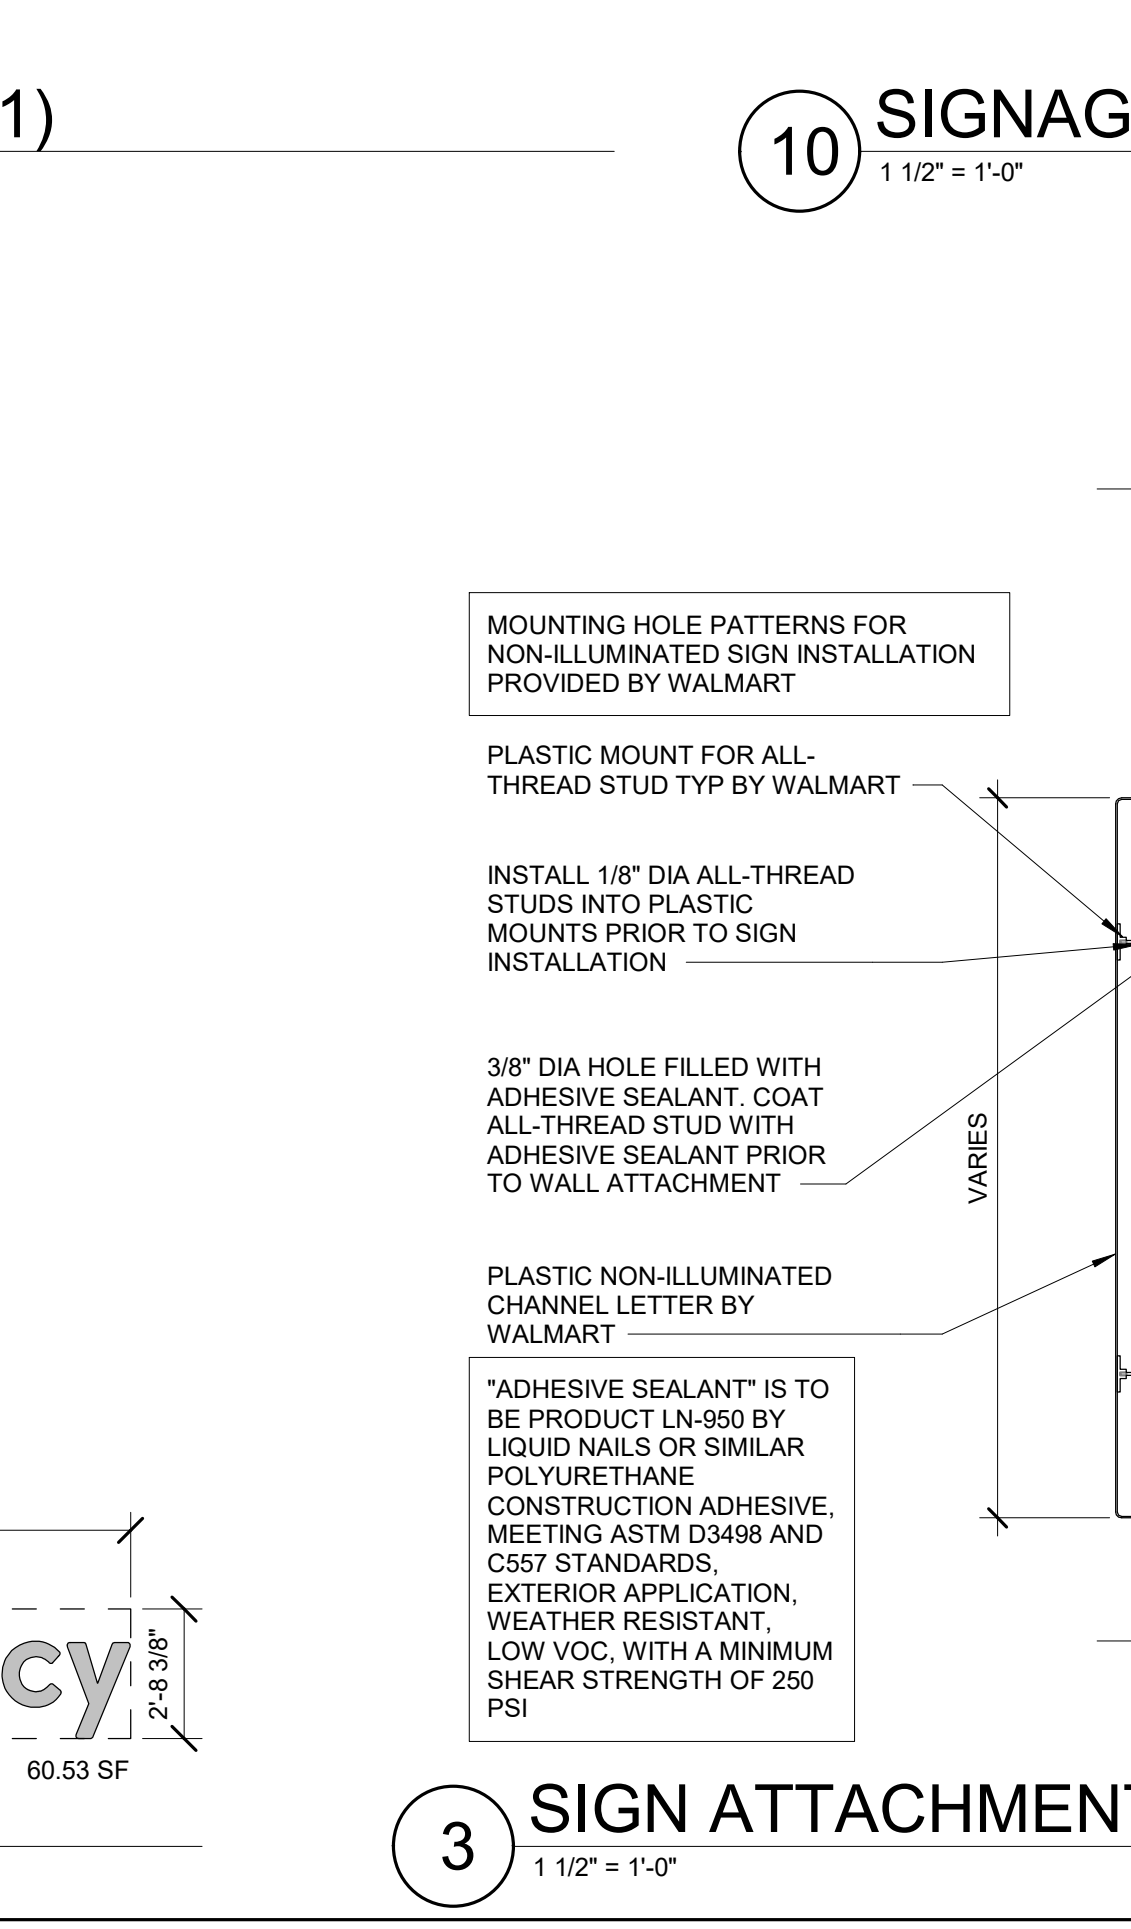 1)
10
SIGNAG
1 1/2" = 1'-0"
MOUNTING HOLE PATTERNS FOR
NON-ILLUMINATED SIGN INSTALLATION
PROVIDED BY WALMART
PLASTIC MOUNT FOR ALL-
THREAD STUD TYP BY WALMART
INSTALL 1/8" DIA ALL-THREAD
STUDS INTO PLASTIC
MOUNTS PRIOR TO SIGN
INSTALLATION
3/8" DIA HOLE FILLED WITH
ADHESIVE SEALANT. COAT
ALL-THREAD STUD WITH
ADHESIVE SEALANT PRIOR
TO WALL ATTACHMENT
VARIES
PLASTIC NON-ILLUMINATED
CHANNEL LETTER BY
WALMART
"ADHESIVE SEALANT" IS TO
BE PRODUCT LN-950 BY
LIQUID NAILS OR SIMILAR
POLYURETHANE
CONSTRUCTION ADHESIVE,
MEETING ASTM D3498 AND
C557 STANDARDS,
EXTERIOR APPLICATION,
WEATHER RESISTANT,
LOW VOC, WITH A MINIMUM
SHEAR STRENGTH OF 250
PSI
cy
2'-8 3/8"
60.53 SF
3
SIGN ATTACHMENT
1 1/2" = 1'-0"